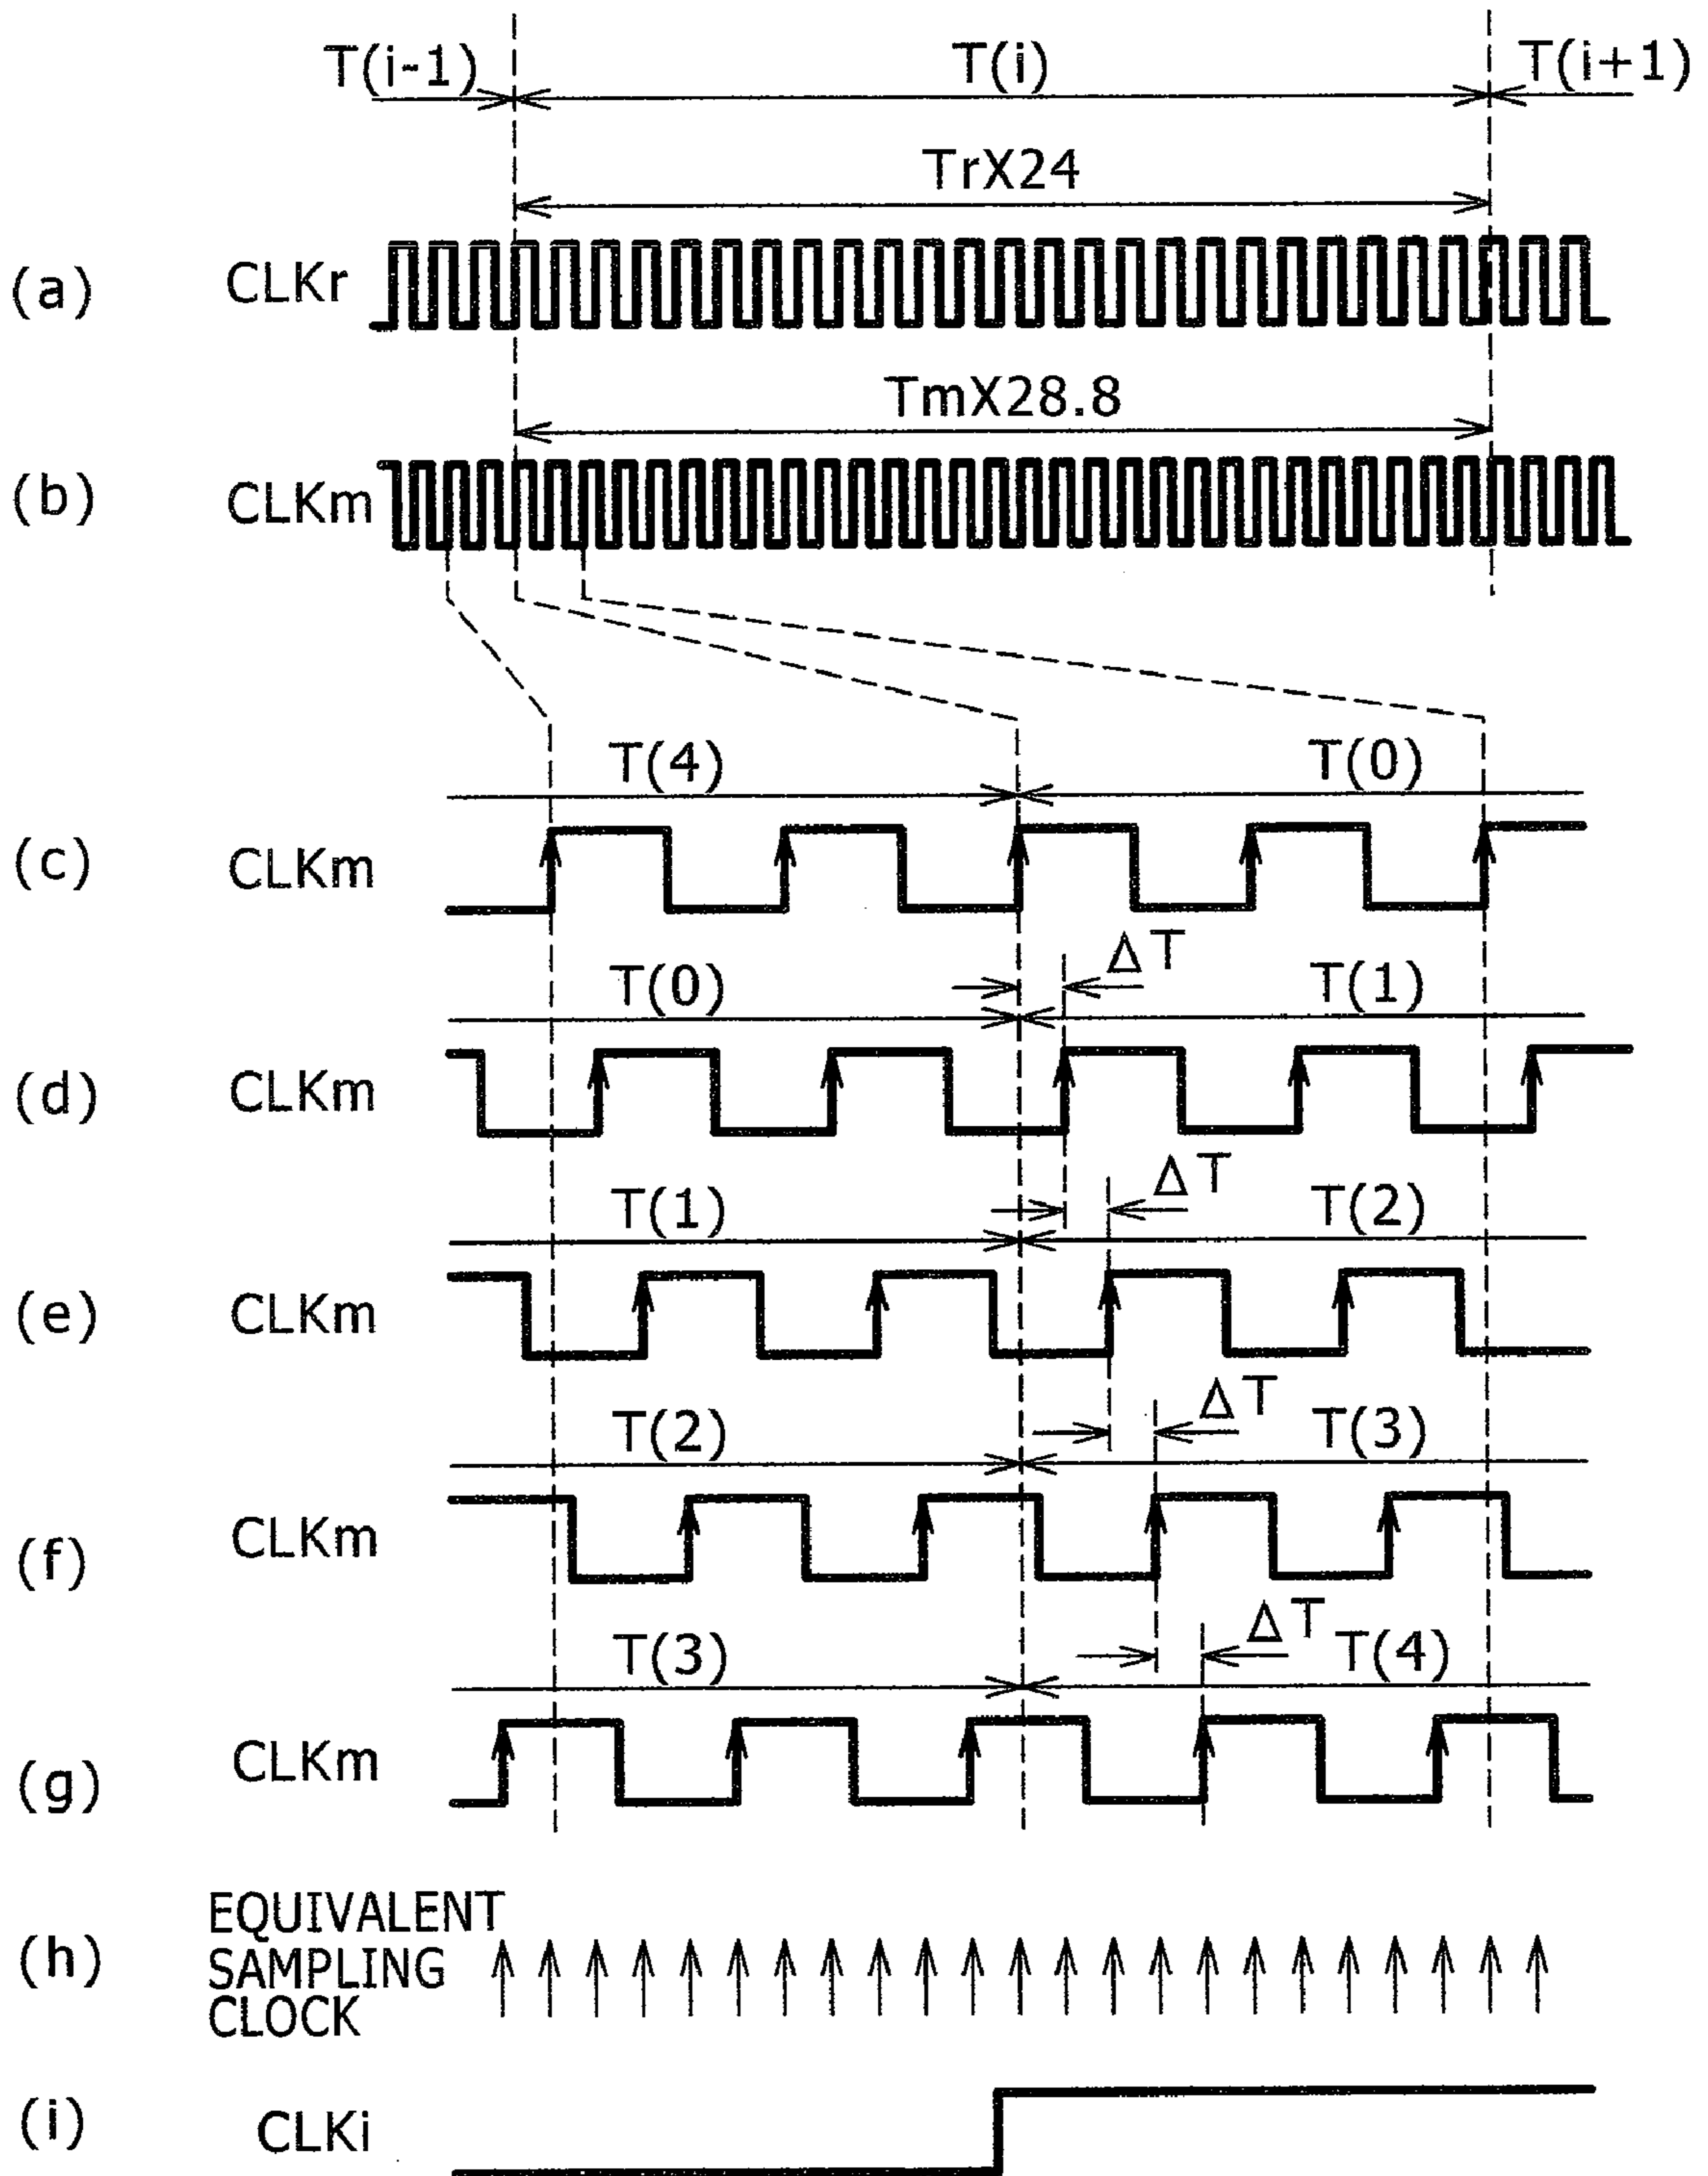 T(i-1) T(i) T(i+1)
TrX24
(a) CLKr
TmX28.8
(b) CLKm
T(4) T(0)
(c) CLKm
ΔT
T(0) T(1)
(d) CLKm
ΔT
T(1) T(2)
(e) CLKm
ΔT
T(2) T(3)
(f) CLKm
ΔT
T(3) T(4)
(g) CLKm
(h) EQUIVALENT
SAMPLING
CLOCK
(i) CLKi